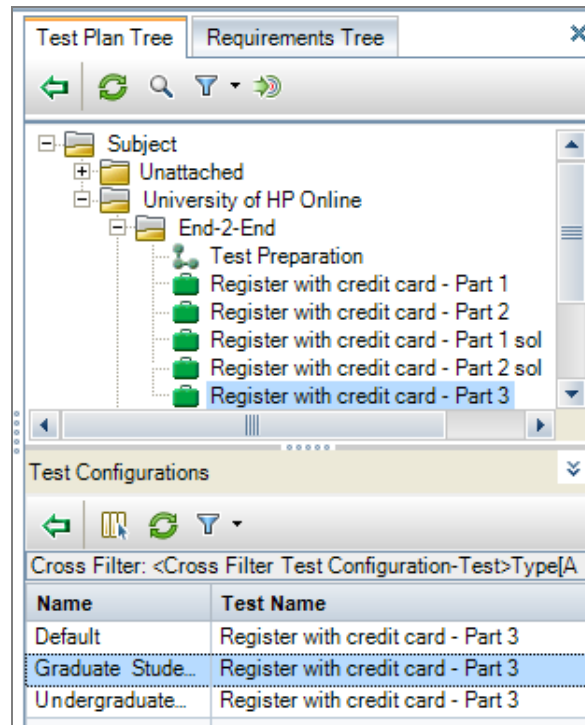 Test Plan Tree Requirements Tree
Subject
Unattached
University of HP Online
End-2-End
Test Preparation
Register with credit card - Part 1
Register with credit card - Part 2
Register with credit card - Part 1 sol
Register with credit card - Part 2 sol
Register with credit card - Part 3
Test Configurations
Cross Filter: <Cross Filter Test Configuration-Test>Type[A
Name Test Name
Default Register with credit card - Part 3
Graduate Stude... Register with credit card - Part 3
Undergraduate... Register with credit card - Part 3